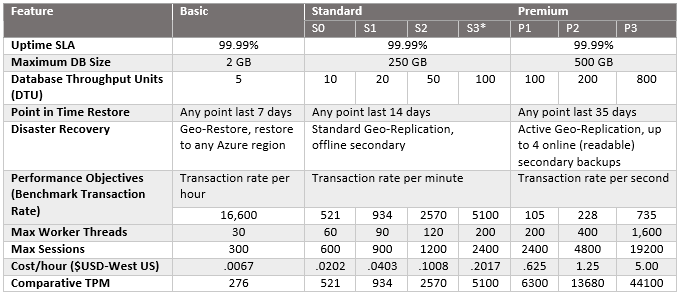 Feature Basic Standard Premium
S0 S1 S2 S3* P1 P2 P3
Uptime SLA 99.99% 99.99% 99.99%
Maximum DB Size 2 GB 250 GB 500 GB
Database Throughput Units 5 10 20 50 100 100 200 800
(DTU)
Point in Time Restore Any point last 7 days Any point last 14 days Any point last 35 days
Disaster Recovery Geo-Restore, restore Standard Geo-Replication, Active Geo-Replication, up
to any Azure region offline secondary to 4 online (readable)
secondary backups
Performance Objectives Transaction rate per Transaction rate per minute Transaction rate per second
(Benchmark Transaction hour
Rate) 16,600 521 934 2570 5100 105 228 735
Max Worker Threads 30 60 90 120 200 200 400 1,600
Max Sessions 300 600 900 1200 2400 2400 4800 19200
Cost/hour ($USD-West US) .0067 .0202 .0403 .1008 .2017 .625 1.25 5.00
Comparative TPM 276 521 934 2570 5100 6300 13680 44100